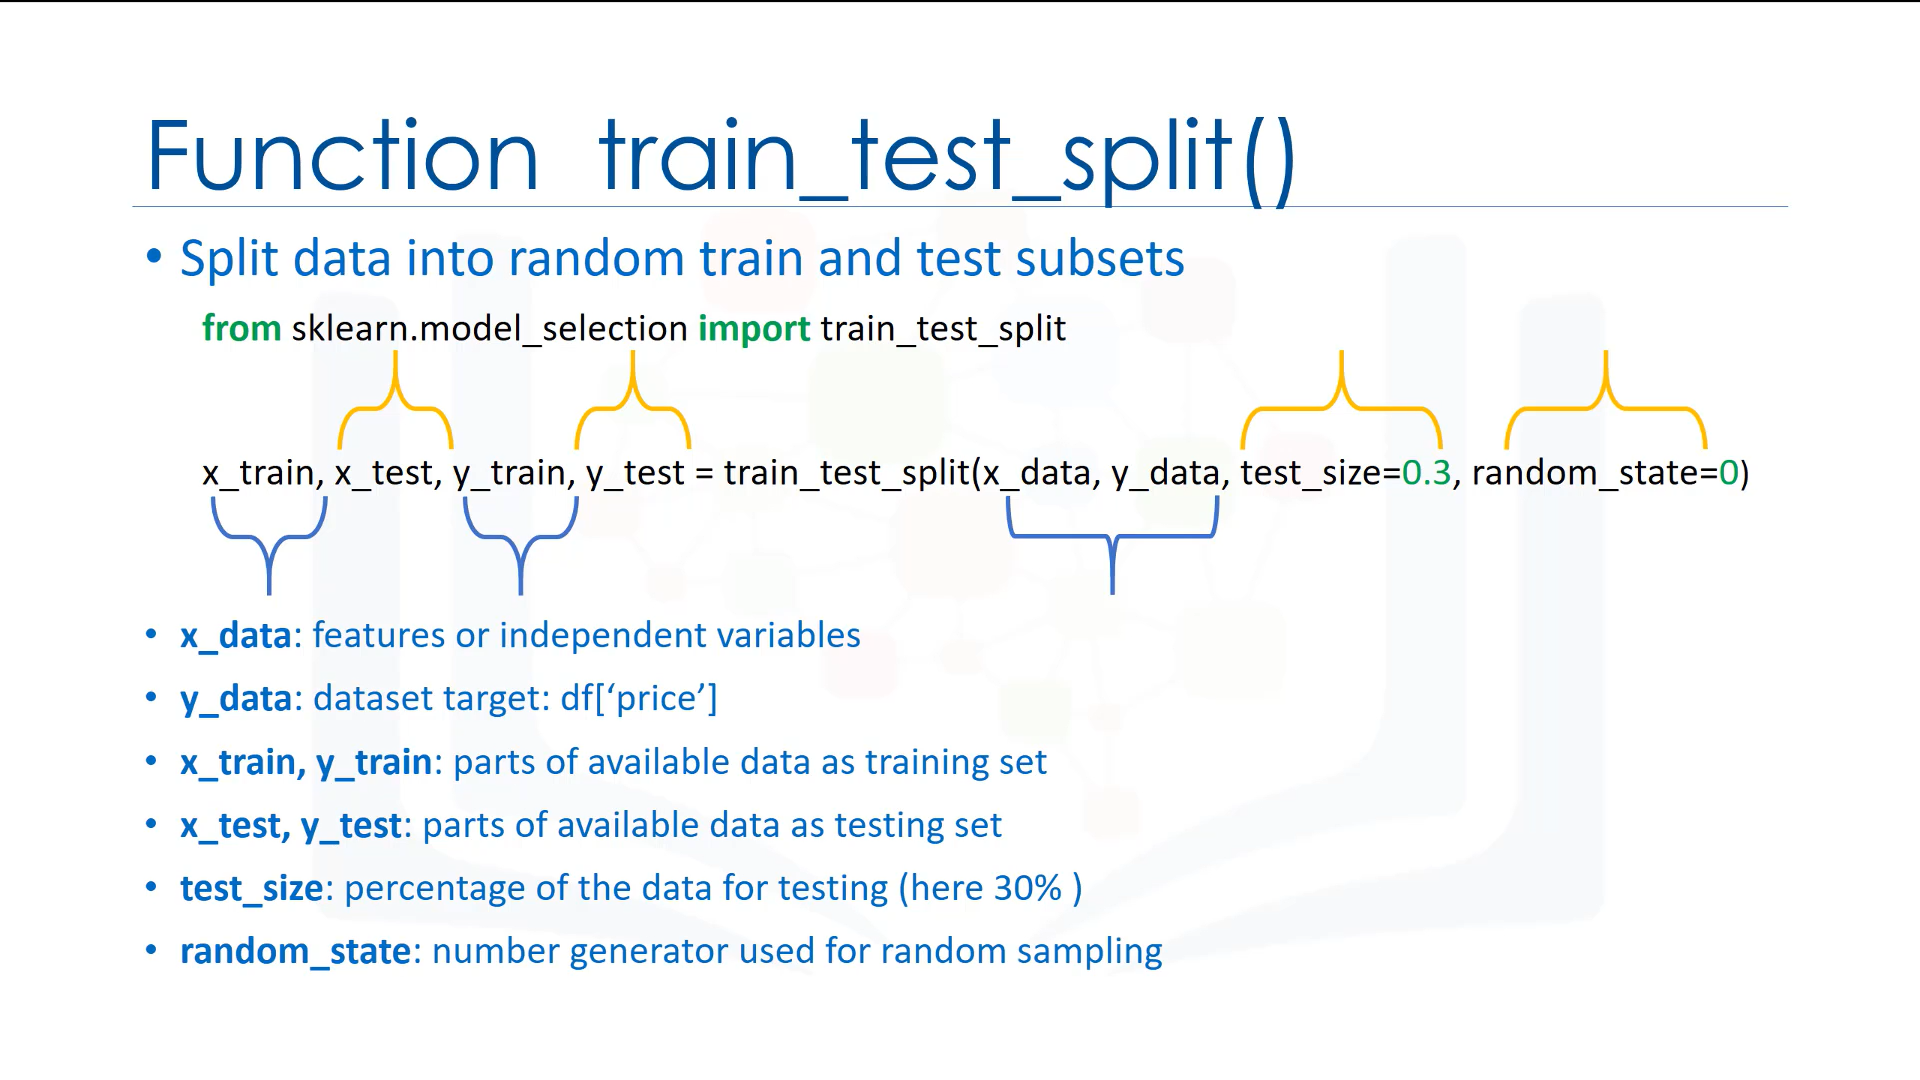 Function train_test_split()
• Split data into random train and test subsets
from sklearn.model_selection import train_test_split
x_train, x_test, y_train, y_test = train_test_split(x_data, y_data, test_size=0.3, random_state=0)
• x_data: features or independent variables
• y_data: dataset target: df[‘price’]
• x_train, y_train: parts of available data as training set
• x_test, y_test: parts of available data as testing set
• test_size: percentage of the data for testing (here 30% )
• random_state: number generator used for random sampling